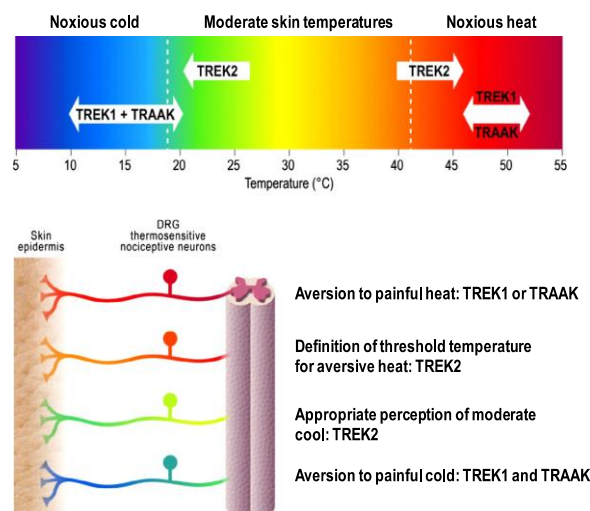 Noxious cold
Moderate skin temperatures
Noxious heat
TREK2
TREK2
TREK1 + TRAAK
TREK1
TRAAK
5
10
15
20
25
30
35
40
45
50
55
Temperature (°C)
Skin
epidermis
DRG
thermosensitive
nociceptive neurons
Aversion to painful heat: TREK1 or TRAAK
Definition of threshold temperature
for aversive heat: TREK2
Appropriate perception of moderate
cool: TREK2
Aversion to painful cold: TREK1 and TRAAK